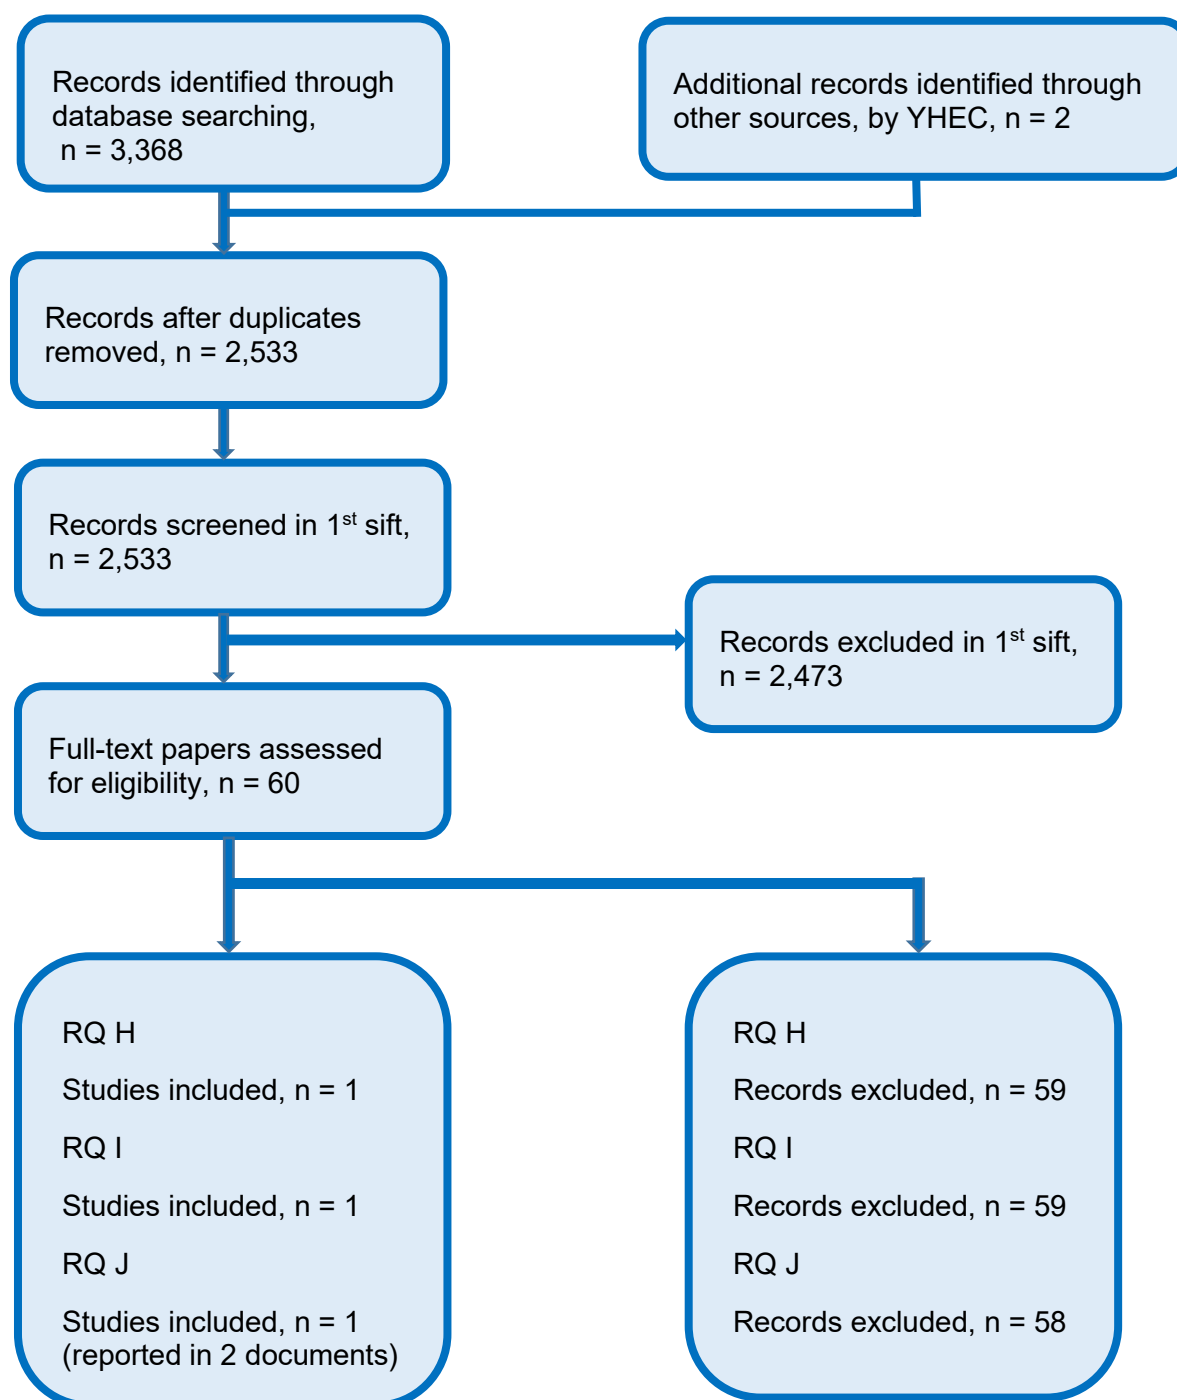 Records identified through
database searching,
n = 3,368
Additional records identified through
other sources, by YHEC, n = 2
Records after duplicates
removed, n = 2,533
Records screened in 1st sift,
n = 2,533
Records excluded in 1st sift,
n = 2,473
Full-text papers assessed
for eligibility, n = 60
RQ H
Studies included, n = 1
RQ I
Studies included, n = 1
RQ J
Studies included, n = 1
(reported in 2 documents)
RQ H
Records excluded, n = 59
RQ I
Records excluded, n = 59
RQ J
Records excluded, n = 58